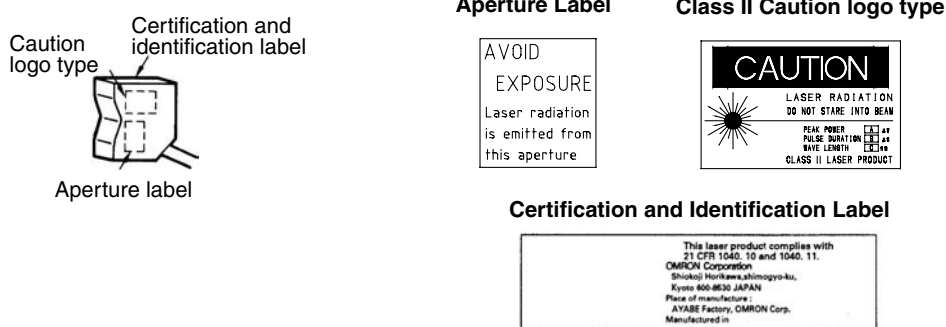 Aperture Label
Class II Caution logo type
Certification and
identification label
Caution
logo type
Aperture label
AVOID
EXPOSURE
Laser radiation
is emitted from
this aperture
CAUTION
LASER RADIATION
DO NOT STARE INTO BEAM
PEAK POWER A
PULSE DURATION B
WAVE LENGTH C
CLASS II LASER PRODUCT
Certification and Identification Label
This laser product complies with
21 CFR 1040. 10 and 1040. 11.
OMRON Corporation
Shiokoji Horikawa,shimogyo-ku,
Kyoto 600-8530 JAPAN
Place of manufacture :
AYABE Factory, OMRON Corp.
Manufactured in